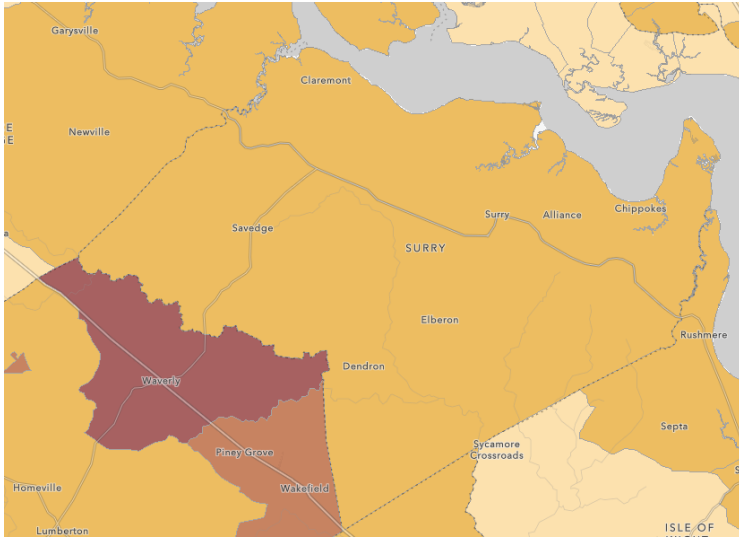 Garysville
Claremont
Newville
E
E
Chippokes
Surry
Alliance
Savedge
a
SURRY
Elberon
Rushmere
Dendron
Waverly
Septa
Sycamore
Crossroads
Piney Grove
Homeville
Wakefield
S
Lumberton
ISLE OF
WIGHT